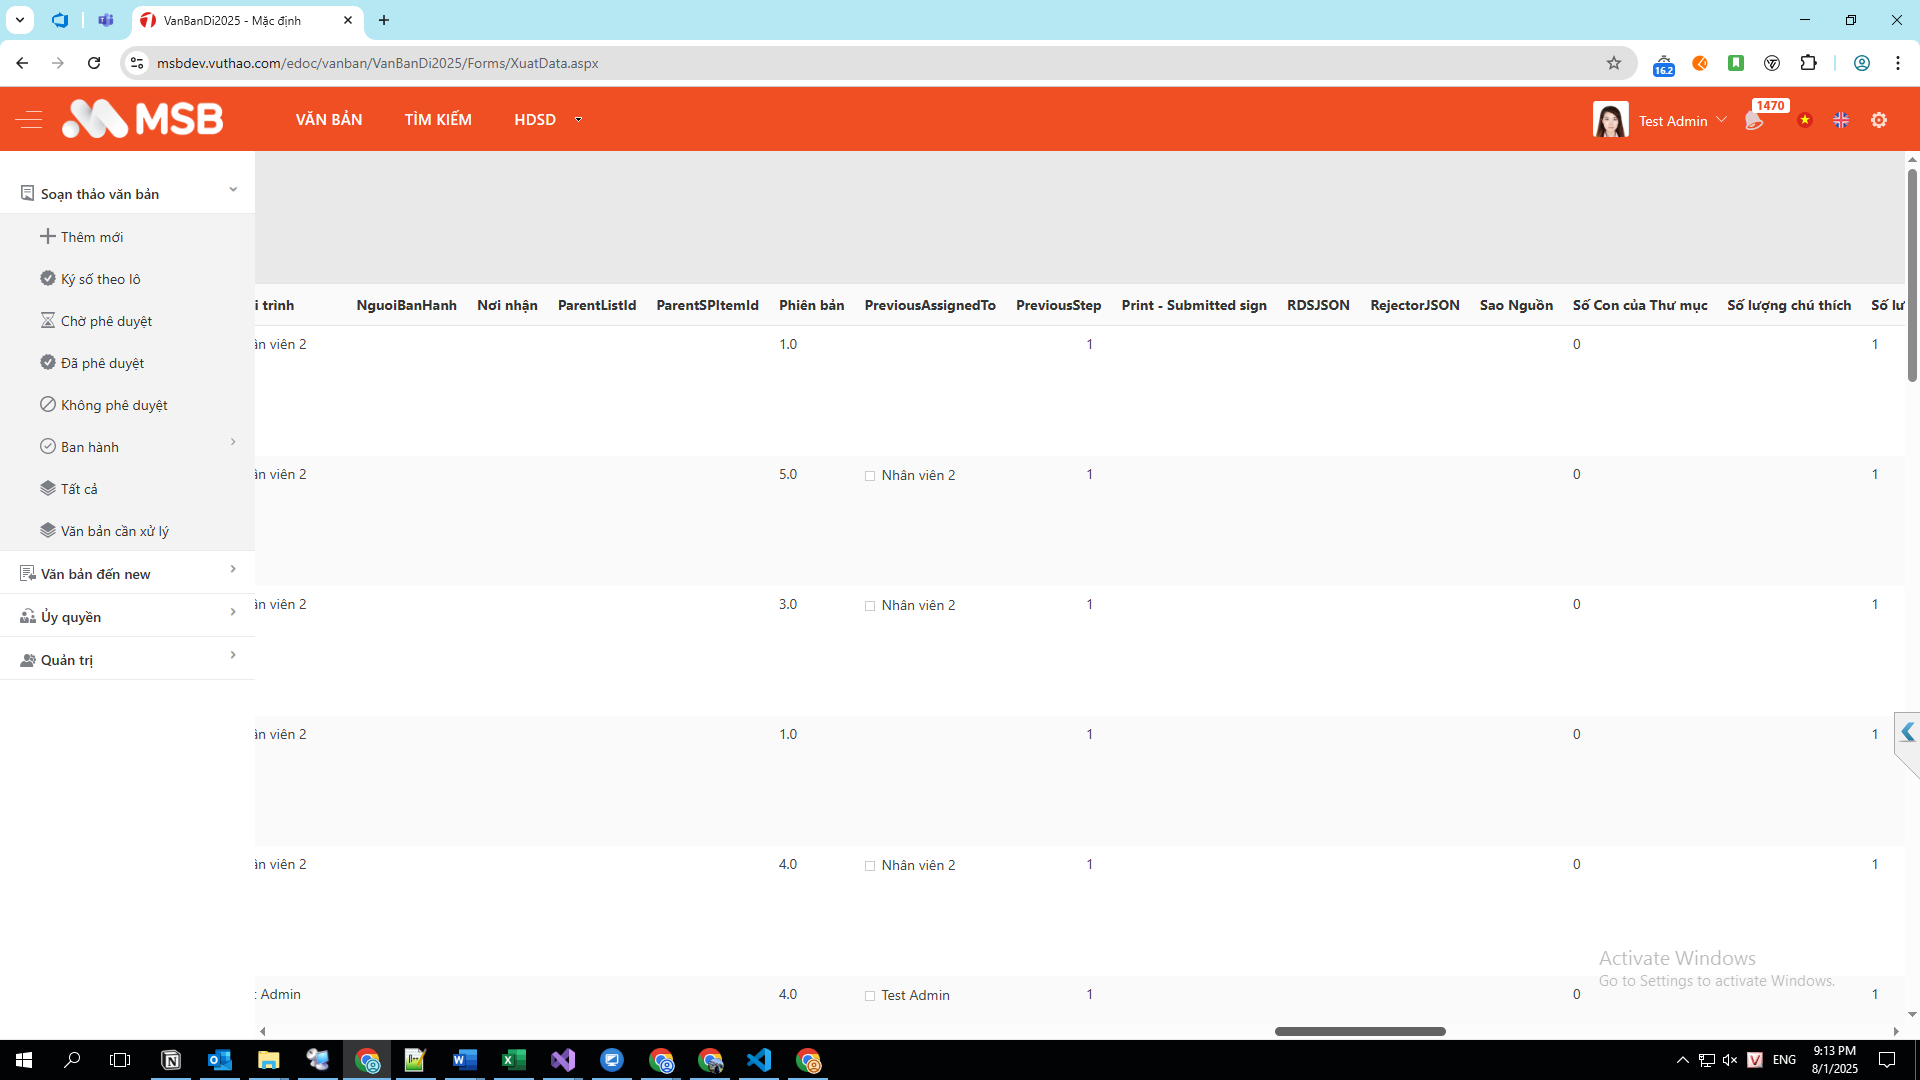 VanBanDi2025 - Mặc định
msbdev.vuthao.com/edoc/vanban/VanBanDi2025/Forms/XuatData.aspx
16.2
MSB
VĂN BẢN
TÌM KIẾM
HDSD
Test Admin
1470
Soạn thảo văn bản
Thêm mới
Ký số theo lô
Chờ phê duyệt
Đã phê duyệt
Không phê duyệt
Ban hành
Tất cả
Văn bản cần xử lý
Văn bản đến new
Ủy quyền
Quản trị
i trình NguoiBanHanh Nơi nhận ParentListId ParentSPItemId Phiên bản PreviousAssignedTo PreviousStep Print - Submitted sign RDSJSON RejectorJSON Sao Nguồn Số Con của Thư mục Số lượng chú thích Số lư
ân viên 2 1.0 1 0 1
ân viên 2 5.0 Nhân viên 2 1 0 1
ân viên 2 3.0 Nhân viên 2 1 0 1
ân viên 2 1.0 1 0 1
ân viên 2 4.0 Nhân viên 2 1 0 1
t Admin 4.0 Test Admin 1 0 1
Activate Windows
Go to Settings to activate Windows.
ENG
9:13 PM
8/1/2025